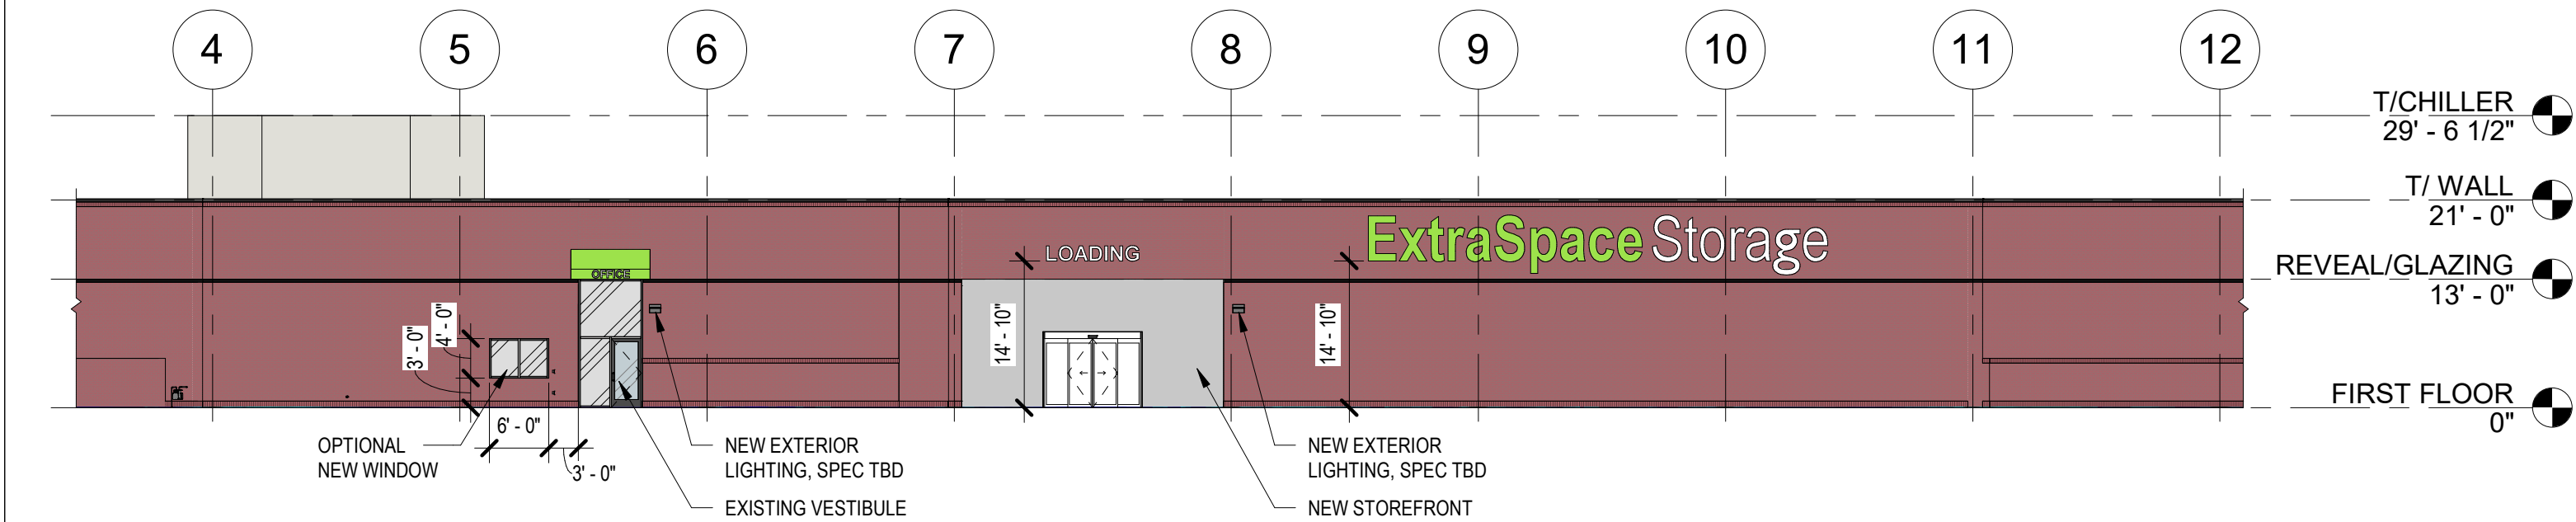 4 5 6 7 8 9 10 11 12
T/CHILLER
29' - 6 1/2"
T/ WALL
21' - 0"
ExtraSpace Storage
LOADING
REVEAL/GLAZING
13' - 0"
OFFICE
4' - 0"
3' - 0"
14' - 10"
14' - 10"
FIRST FLOOR
0"
6' - 0"
3' - 0"
OPTIONAL
NEW WINDOW
NEW EXTERIOR
LIGHTING, SPEC TBD
EXISTING VESTIBULE
NEW EXTERIOR
LIGHTING, SPEC TBD
NEW STOREFRONT